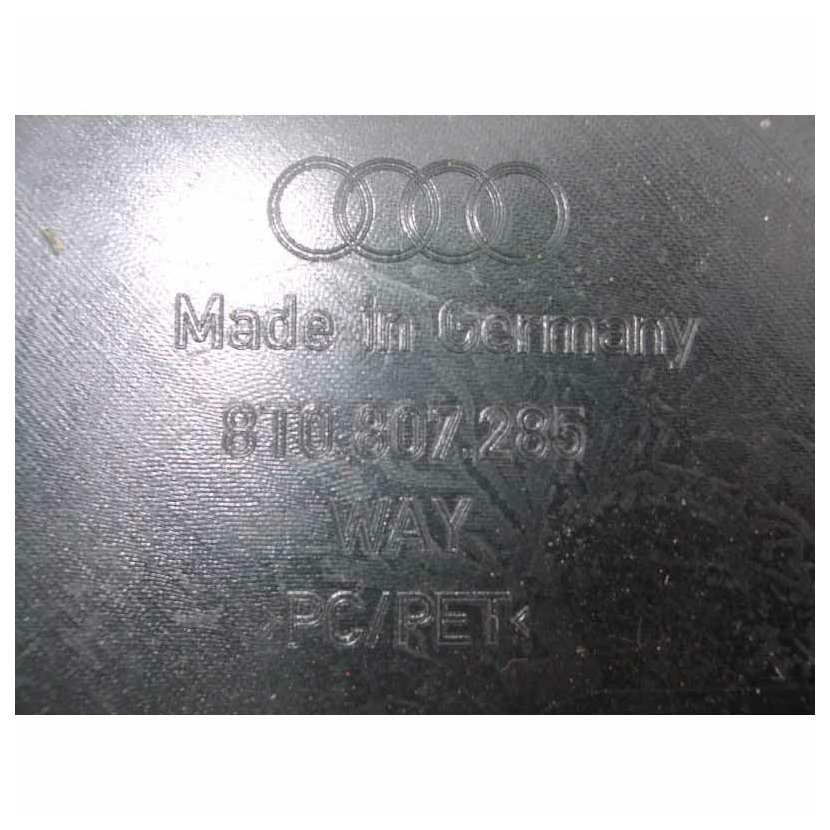 Made in Germany
8T0.807.285
WAY
>PC/PET<